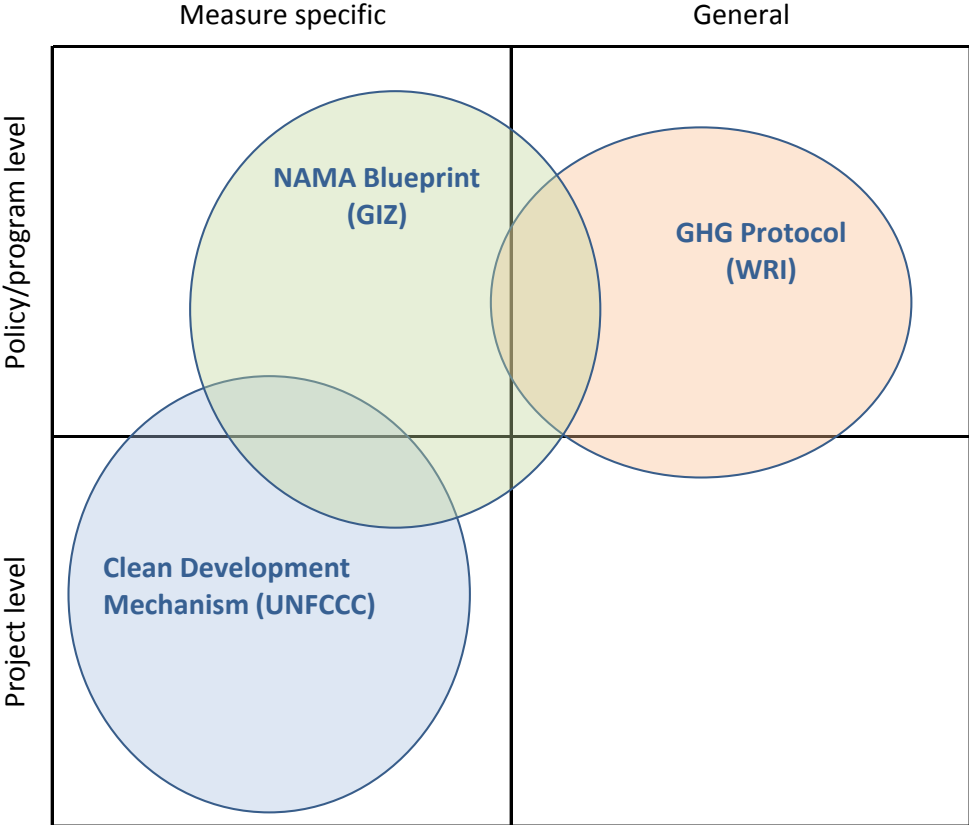 Measure specific
General
Policy/program level
NAMA Blueprint
(GIZ)
GHG Protocol
(WRI)
Project level
Clean Development
Mechanism (UNFCCC)